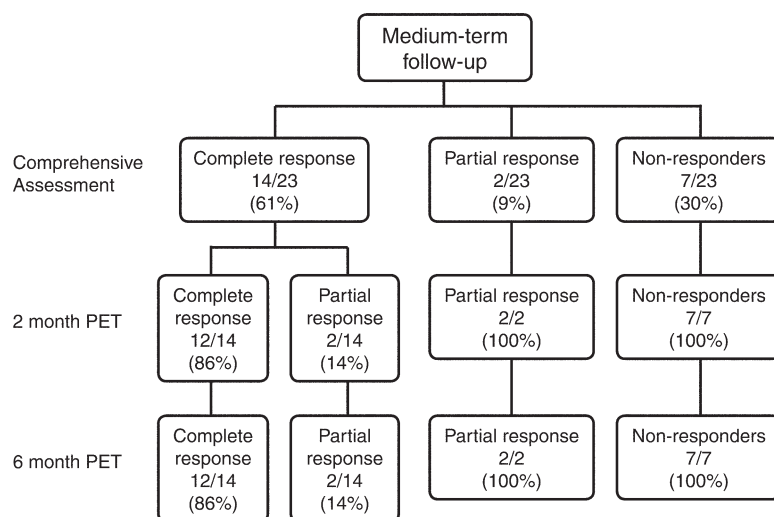 Medium-term
follow-up
Comprehensive
Assessment
Complete response
14/23
(61%)
Partial response
2/23
(9%)
Non-responders
7/23
(30%)
2 month PET
Complete
response
12/14
(86%)
Partial
response
2/14
(14%)
Partial response
2/2
(100%)
Non-responders
7/7
(100%)
6 month PET
Complete
response
12/14
(86%)
Partial
response
2/14
(14%)
Partial response
2/2
(100%)
Non-responders
7/7
(100%)